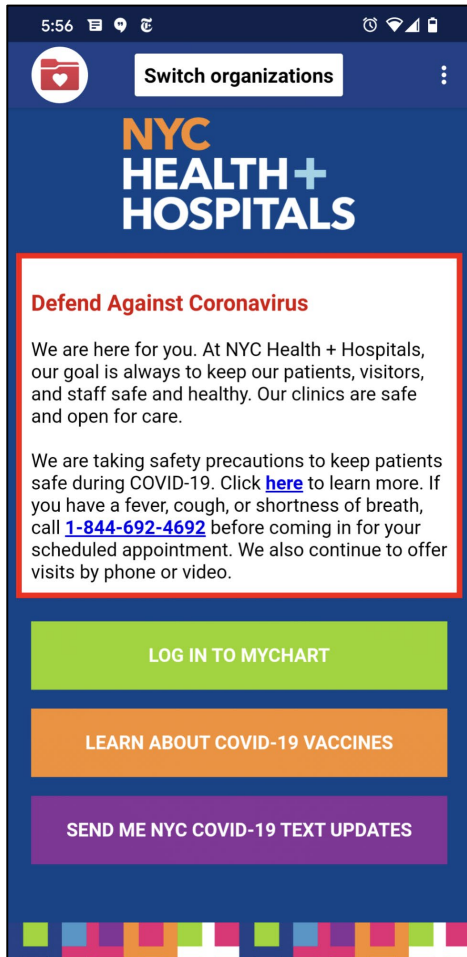 5:56
Switch organizations
NYC
HEALTH+
HOSPITALS
Defend Against Coronavirus
We are here for you. At NYC Health + Hospitals,
our goal is always to keep our patients, visitors,
and staff safe and healthy. Our clinics are safe
and open for care.
We are taking safety precautions to keep patients
safe during COVID-19. Click here to learn more. If
you have a fever, cough, or shortness of breath,
call 1-844-692-4692 before coming in for your
scheduled appointment. We also continue to offer
visits by phone or video.
LOG IN TO MYCHART
LEARN ABOUT COVID-19 VACCINES
SEND ME NYC COVID-19 TEXT UPDATES